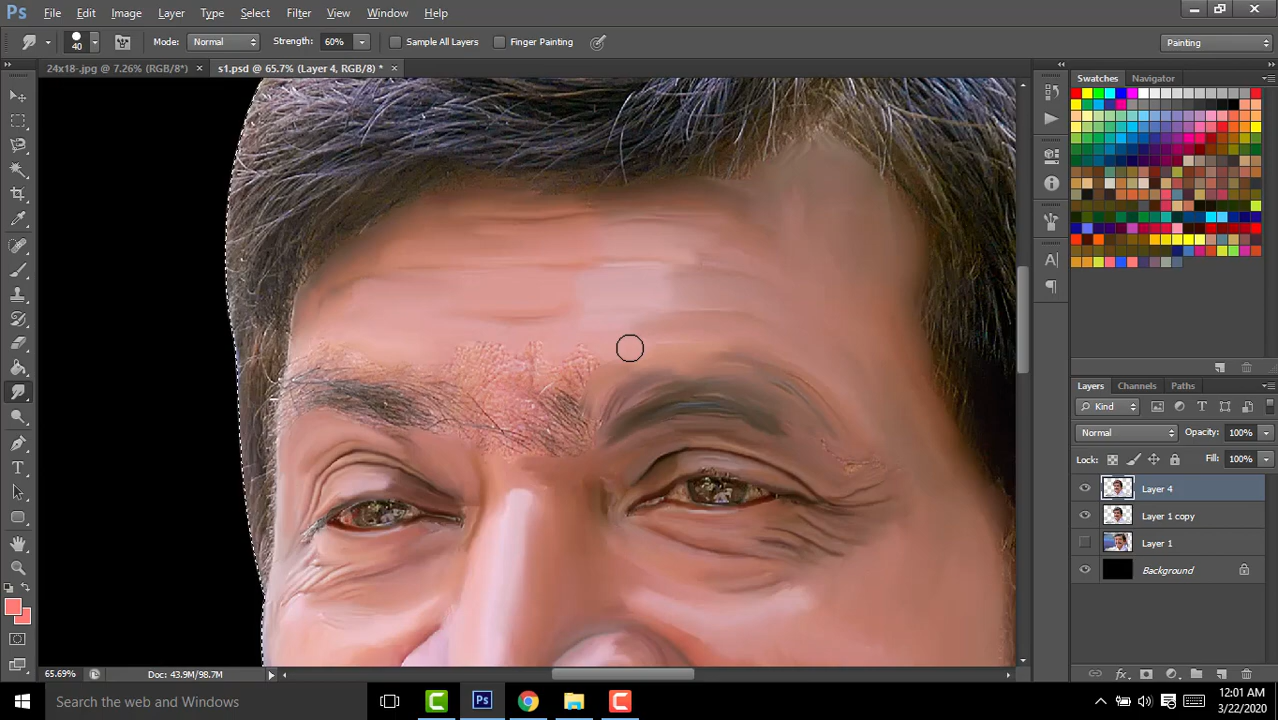 Ps File Edit Image Layer Type Select Filter View Window Help
40 Mode: Normal Strength: 60% Sample All Layers Finger Painting Painting
24x18-.jpg @ 7.26% (RGB/8*) × s1.psd @ 65.7% (Layer 4, RGB/8) * ×
Swatches Navigator
Layers Channels Paths
Kind
Normal Opacity: 100%
Lock: Fill: 100%
Layer 4
Layer 1 copy
Layer 1
Background
65.69% Doc: 43.9M/98.7M
Search the web and Windows
12:01 AM
3/22/2020